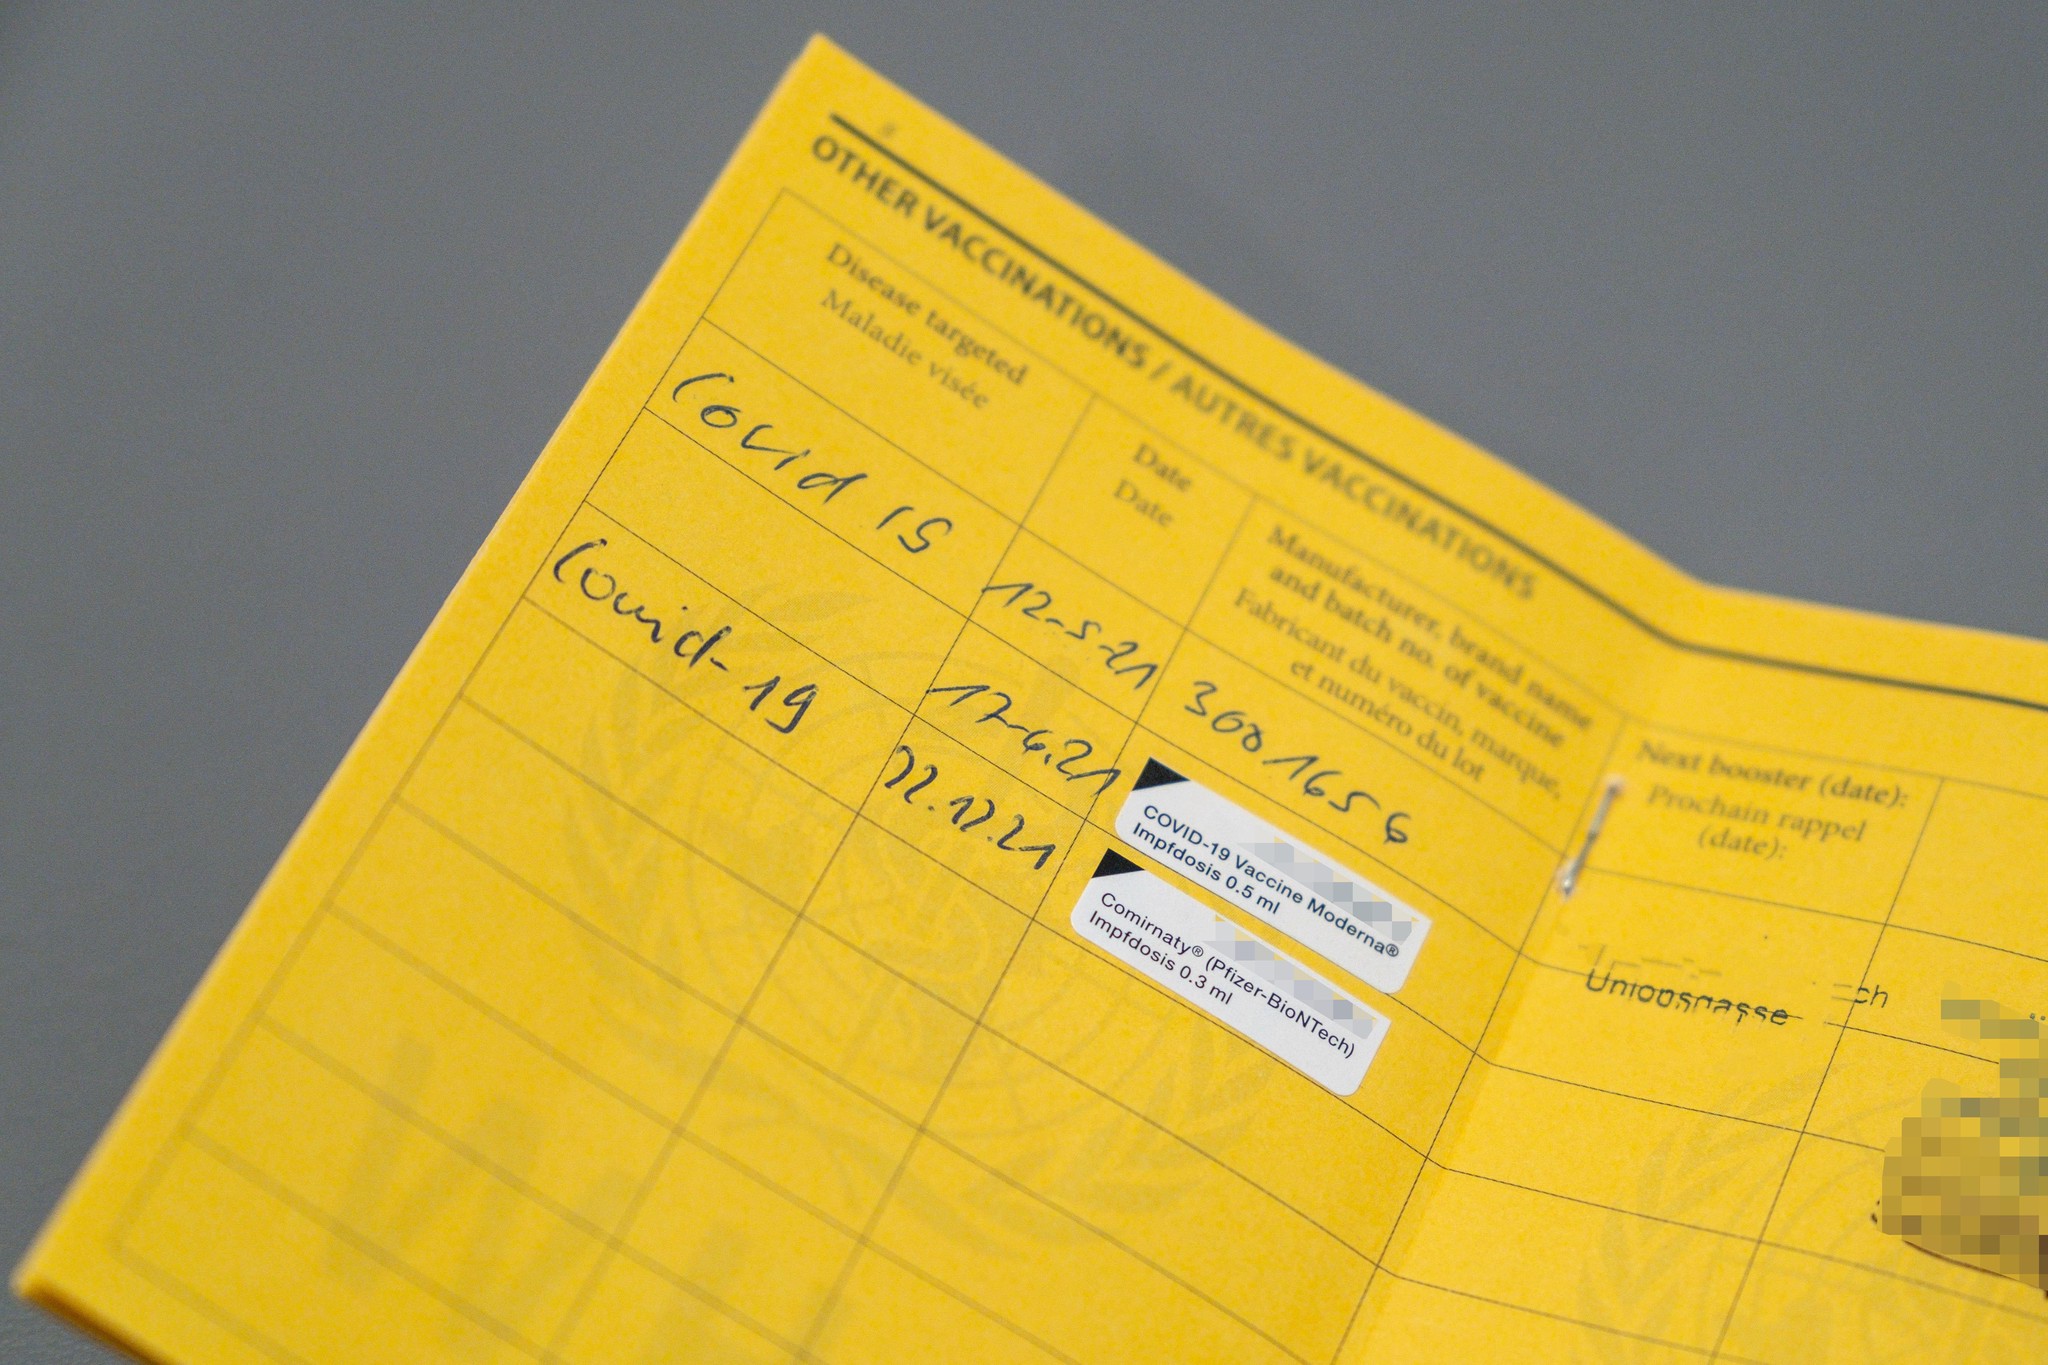 OTHER VACCINATIONS / AUTRES VACCINATIONS
Disease targeted
Maladie visée
Date
Date
Manufacturer, brand name
and batch no. of vaccine
Fabricant du vaccin, marque,
et numéro du lot
Next booster (date):
Prochain rappel
(date):
Covid 19
12-5-21
3001656
17-6.21
COVID-19 Vaccine Moderna®
Impfdosis 0.5 ml
Covid-19
22.12.21
Comirnaty® (Pfizer-BioNTech)
Impfdosis 0.3 ml